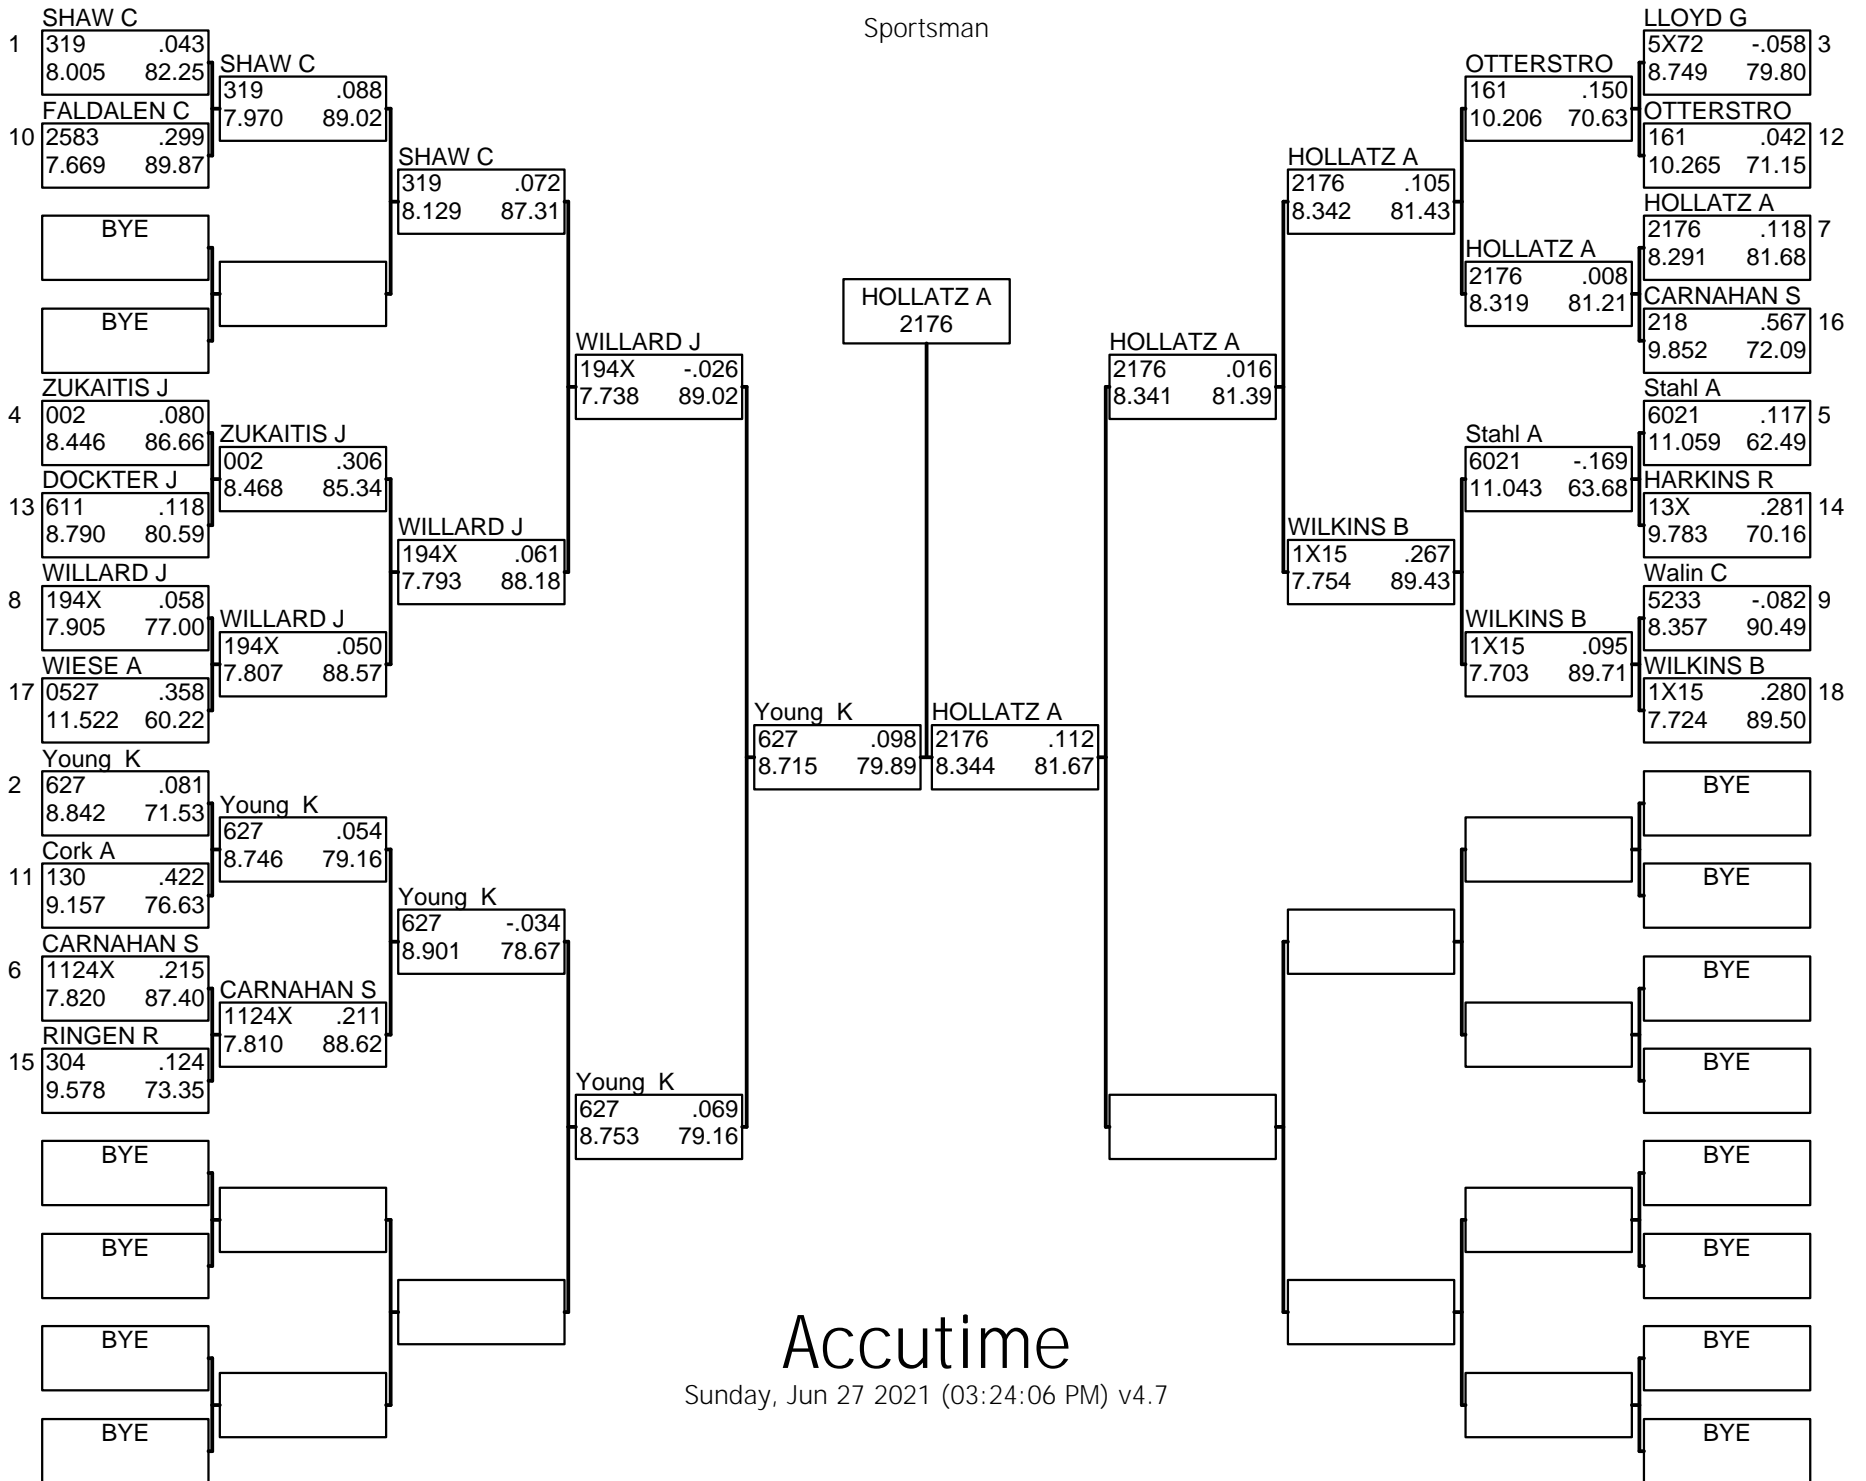 Sportsman
SHAW C
1 319 .043
8.005 82.25
FALDALEN C
10 2583 .299
7.669 89.87
BYE
BYE
ZUKAITIS J
4 002 .080
8.446 86.66
DOCKTER J
13 611 .118
8.790 80.59
WILLARD J
8 194X .058
7.905 77.00
WIESE A
17 0527 .358
11.522 60.22
Young K
2 627 .081
8.842 71.53
Cork A
11 130 .422
9.157 76.63
CARNAHAN S
6 1124X .215
7.820 87.40
RINGEN R
15 304 .124
9.578 73.35
BYE
BYE
BYE
BYE
SHAW C
319 .088
7.970 89.02
ZUKAITIS J
002 .306
8.468 85.34
WILLARD J
194X .050
7.807 88.57
Young K
627 .054
8.746 79.16
CARNAHAN S
1124X .211
7.810 88.62
SHAW C
319 .072
8.129 87.31
WILLARD J
194X .061
7.793 88.18
Young K
627 -.034
8.901 78.67
WILLARD J
194X -.026
7.738 89.02
Young K
627 .069
8.753 79.16
Young K
627 .098
8.715 79.89
HOLLATZ A
2176
HOLLATZ A
2176 .112
8.344 81.67
HOLLATZ A
2176 .016
8.341 81.39
HOLLATZ A
2176 .105
8.342 81.43
WILKINS B
1X15 .267
7.754 89.43
OTTERSTRO
161 .150
10.206 70.63
HOLLATZ A
2176 .008
8.319 81.21
Stahl A
6021 -.169
11.043 63.68
WILKINS B
1X15 .095
7.703 89.71
LLOYD G
5X72 -.058 3
8.749 79.80
OTTERSTRO
161 .042 12
10.265 71.15
HOLLATZ A
2176 .118 7
8.291 81.68
CARNAHAN S
218 .567 16
9.852 72.09
Stahl A
6021 .117 5
11.059 62.49
HARKINS R
13X .281 14
9.783 70.16
Walin C
5233 -.082 9
8.357 90.49
WILKINS B
1X15 .280 18
7.724 89.50
BYE
BYE
BYE
BYE
BYE
BYE
BYE
BYE
Accutime
Sunday, Jun 27 2021 (03:24:06 PM) v4.7